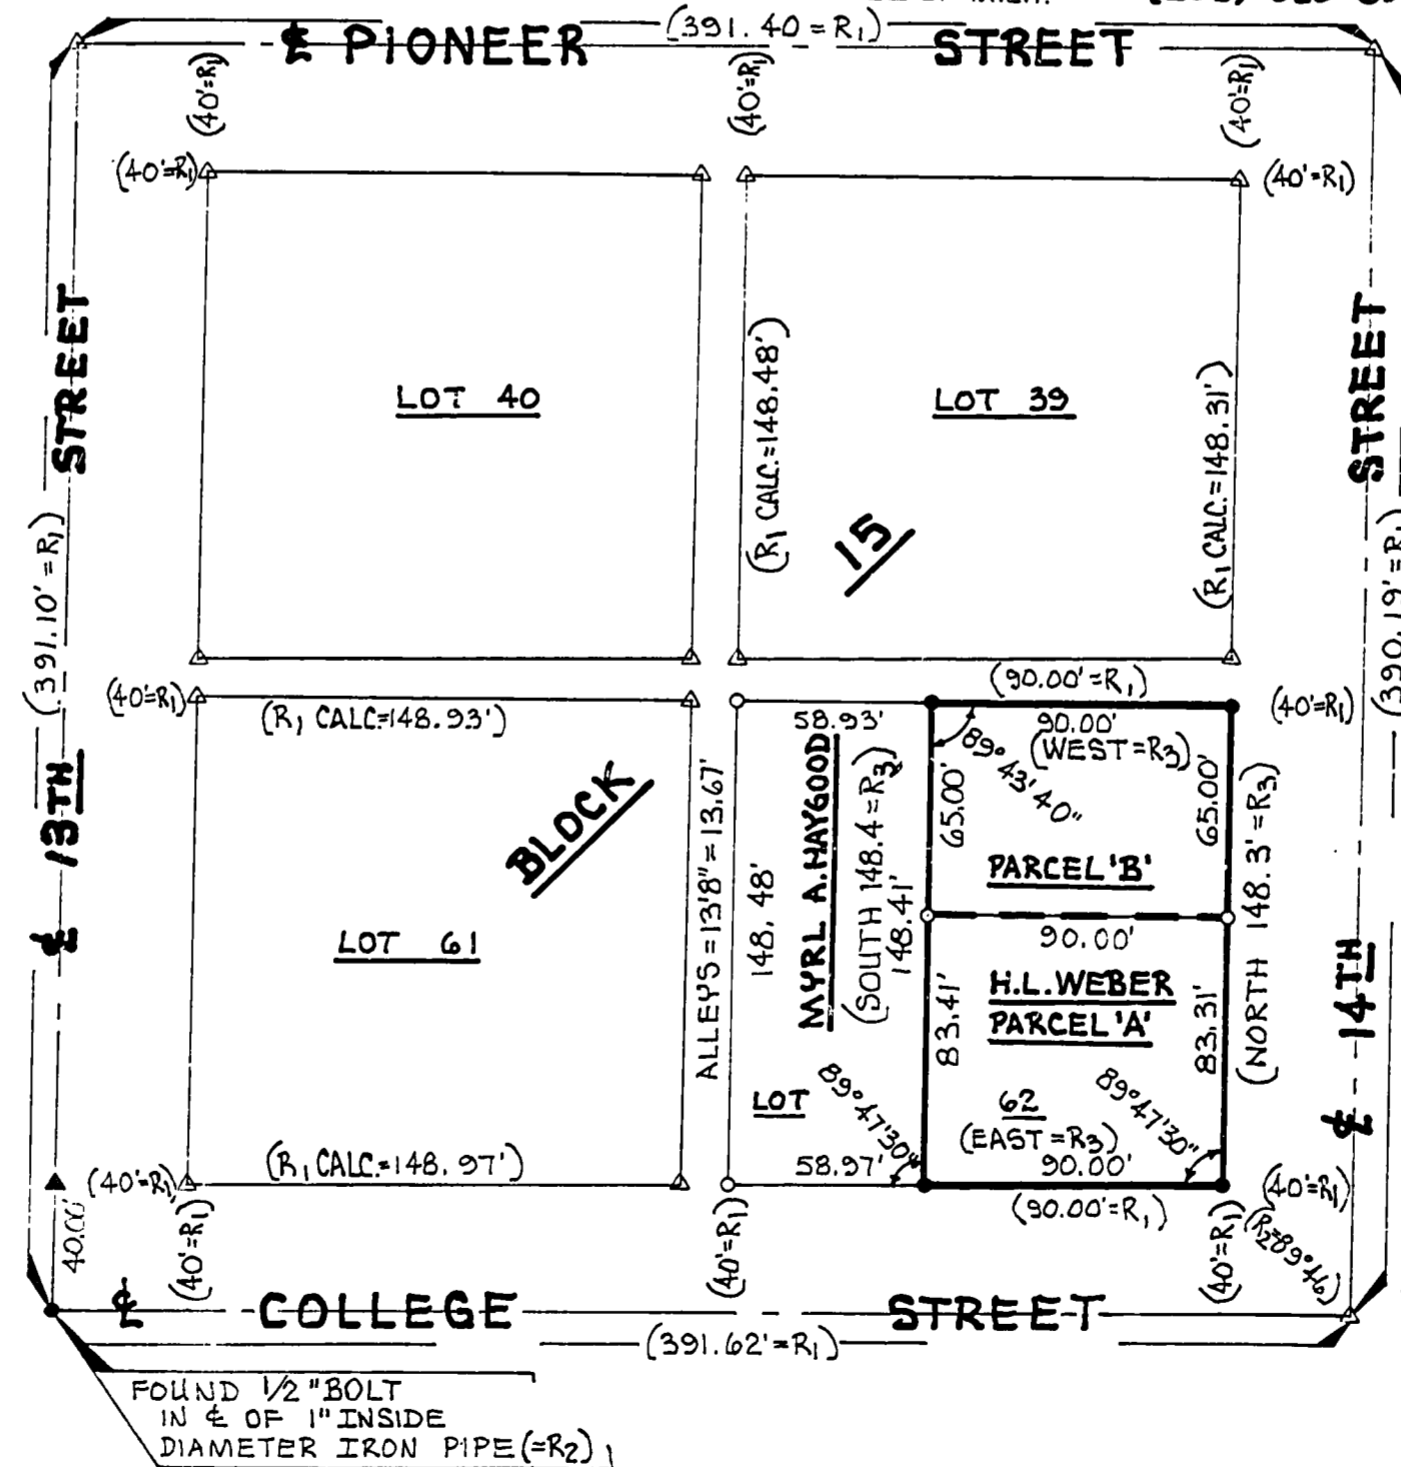 (391.40 = R1)
℄ PIONEER STREET
(40'=R1)
(40'=R1)
(40'=R1)
(40'=R1)
(40'=R1)
STREET
LOT 40
(R1 CALC.=148.48')
LOT 39
(R1 CALC.=148.31')
STREET
15
(391.10'=R1)
(390.19'=R1)
(90.00'=R1)
(40'=R1)
(R1 CALC=148.93')
58.93'
90.00'
(WEST=R3)
(40'=R1)
89°43'40"
℄ 13TH
BLOCK
ALLEYS=13'8"=13.67'
148.48'
MYRL A. HAYGOOD
(SOUTH 148.4=R3)
148.41'
65.00'
65.00'
PARCEL 'B'
(NORTH 148.3'=R3)
LOT 61
90.00'
H.L. WEBER
PARCEL 'A'
83.41'
83.31'
℄ 14TH
LOT
62
89°47'30"
89°47'30"
(EAST=R3)
(R1 CALC.=148.97')
58.97'
90.00'
(90.00'=R1)
(40'=R1)
(40'=R1)
40.00'
(40'=R1)
(40'=R1)
(40'=R1)
(R2=89°46')
℄ COLLEGE STREET
(391.62'=R1)
FOUND 1/2" BOLT
IN ℄ OF 1" INSIDE
DIAMETER IRON PIPE (=R2)